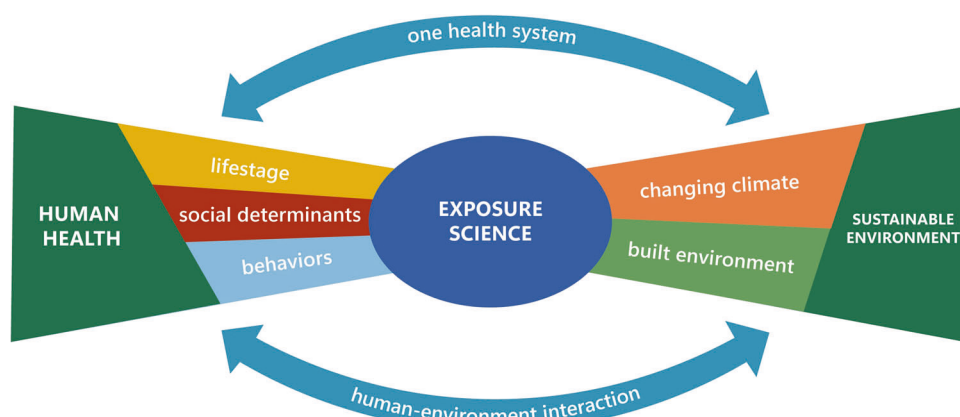 one health system
HUMAN
HEALTH
lifestage
social determinants
behaviors
EXPOSURE
SCIENCE
changing climate
built environment
SUSTAINABLE
ENVIRONMENT
human-environment interaction